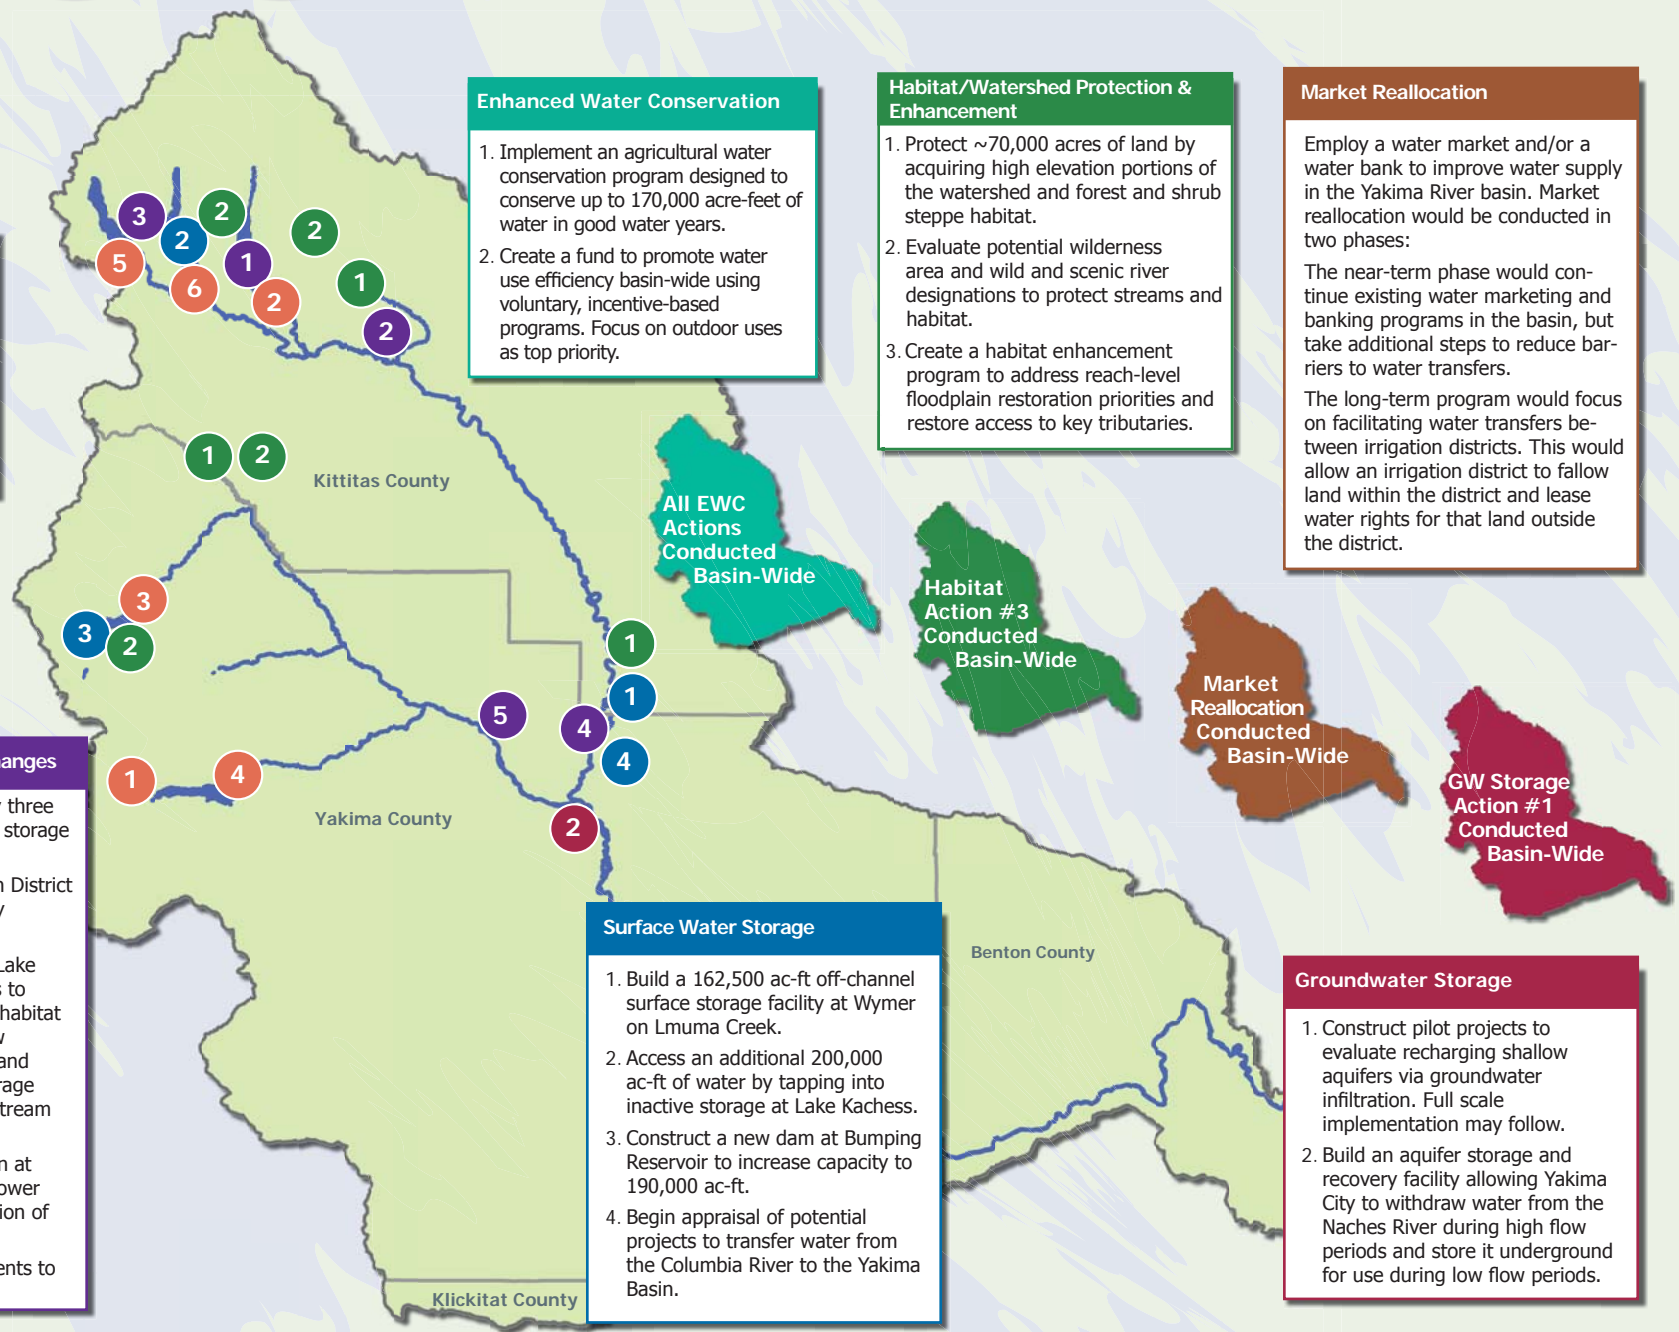 Enhanced Water Conservation
1. Implement an agricultural water
conservation program designed to
conserve up to 170,000 acre-feet of
water in good water years.
2. Create a fund to promote water
use efficiency basin-wide using
voluntary, incentive-based
programs. Focus on outdoor uses
as top priority.
Habitat/Watershed Protection &
Enhancement
1. Protect ~70,000 acres of land by
acquiring high elevation portions of
the watershed and forest and shrub
steppe habitat.
2. Evaluate potential wilderness
area and wild and scenic river
designations to protect streams and
habitat.
3. Create a habitat enhancement
program to address reach-level
floodplain restoration priorities and
restore access to key tributaries.
Market Reallocation
Employ a water market and/or a
water bank to improve water supply
in the Yakima River basin. Market
reallocation would be conducted in
two phases:
The near-term phase would con-
tinue existing water marketing and
banking programs in the basin, but
take additional steps to reduce bar-
riers to water transfers.
The long-term program would focus
on facilitating water transfers be-
tween irrigation districts. This would
allow an irrigation district to fallow
land within the district and lease
water rights for that land outside
the district.
3
2
2
2
5
1
6
2
1
2
1
2
Kittitas County
3
3
2
1
1
5
4
4
1
4
Yakima County
2
All EWC
Actions
Conducted
Basin-Wide
Habitat
Action #3
Conducted
Basin-Wide
Market
Reallocation
Conducted
Basin-Wide
GW Storage
Action #1
Conducted
Basin-Wide
anges
three
storage
n District
y
Lake
s to
habitat
w
and
rage
tream
n at
ower
tion of
ents to
Surface Water Storage
1. Build a 162,500 ac-ft off-channel
surface storage facility at Wymer
on Lmuma Creek.
2. Access an additional 200,000
ac-ft of water by tapping into
inactive storage at Lake Kachess.
3. Construct a new dam at Bumping
Reservoir to increase capacity to
190,000 ac-ft.
4. Begin appraisal of potential
projects to transfer water from
the Columbia River to the Yakima
Basin.
Benton County
Klickitat County
Groundwater Storage
1. Construct pilot projects to
evaluate recharging shallow
aquifers via groundwater
infiltration. Full scale
implementation may follow.
2. Build an aquifer storage and
recovery facility allowing Yakima
City to withdraw water from the
Naches River during high flow
periods and store it underground
for use during low flow periods.